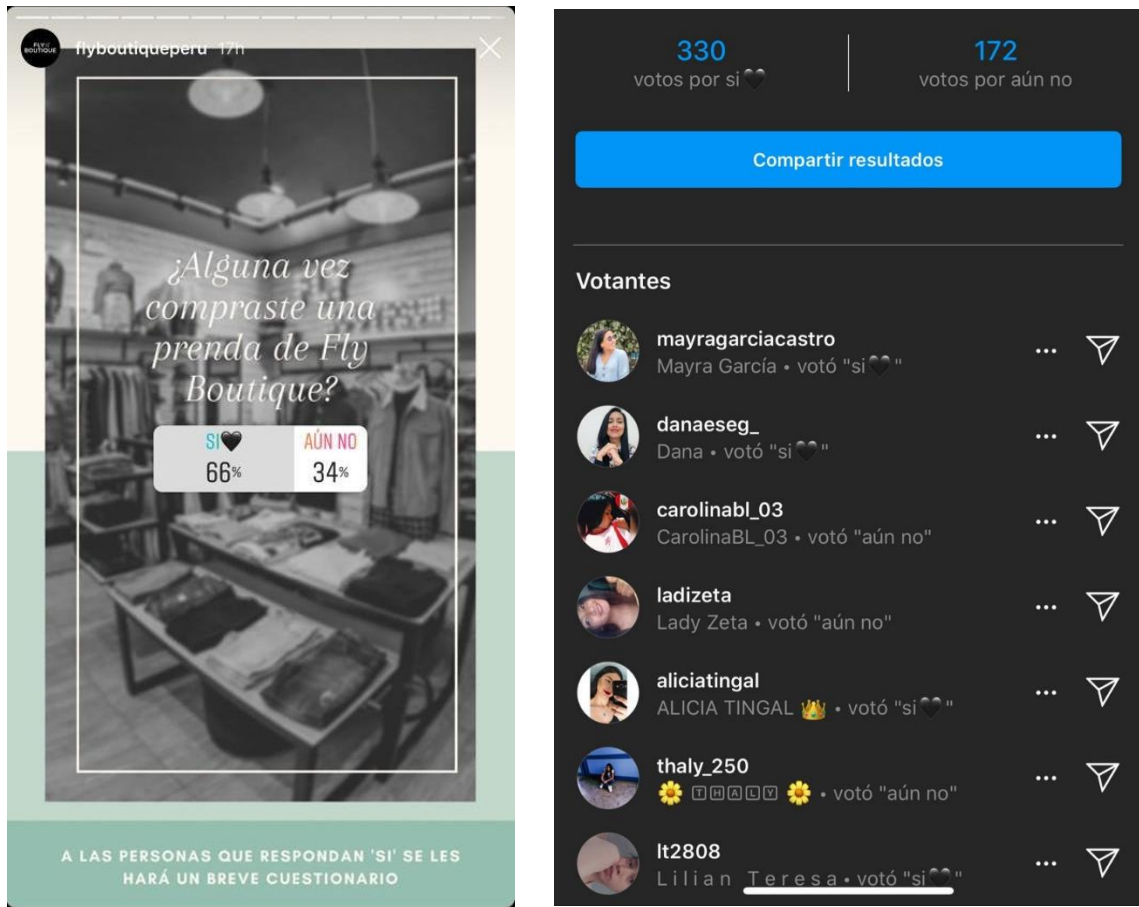 FLY
BOUTIQUE
flyboutiqueperu 17h
¿Alguna vez
compraste una
prenda de Fly
Boutique?
SI🖤 AÚN NO
66% 34%
A LAS PERSONAS QUE RESPONDAN 'SI' SE LES
HARÁ UN BREVE CUESTIONARIO
330 172
votos por si🖤 votos por aún no
Compartir resultados
Votantes
mayragarciacastro
Mayra García • votó "si🖤"
danaeseg_
Dana • votó "si🖤"
carolinabl_03
CarolinaBL_03 • votó "aún no"
ladizeta
Lady Zeta • votó "aún no"
aliciatingal
ALICIA TINGAL 👑 • votó "si🖤"
thaly_250
🌼 🅃🄷🄰🄻🅈 🌼 • votó "aún no"
lt2808
L i l i a n   T e r e s a • votó "si🖤"